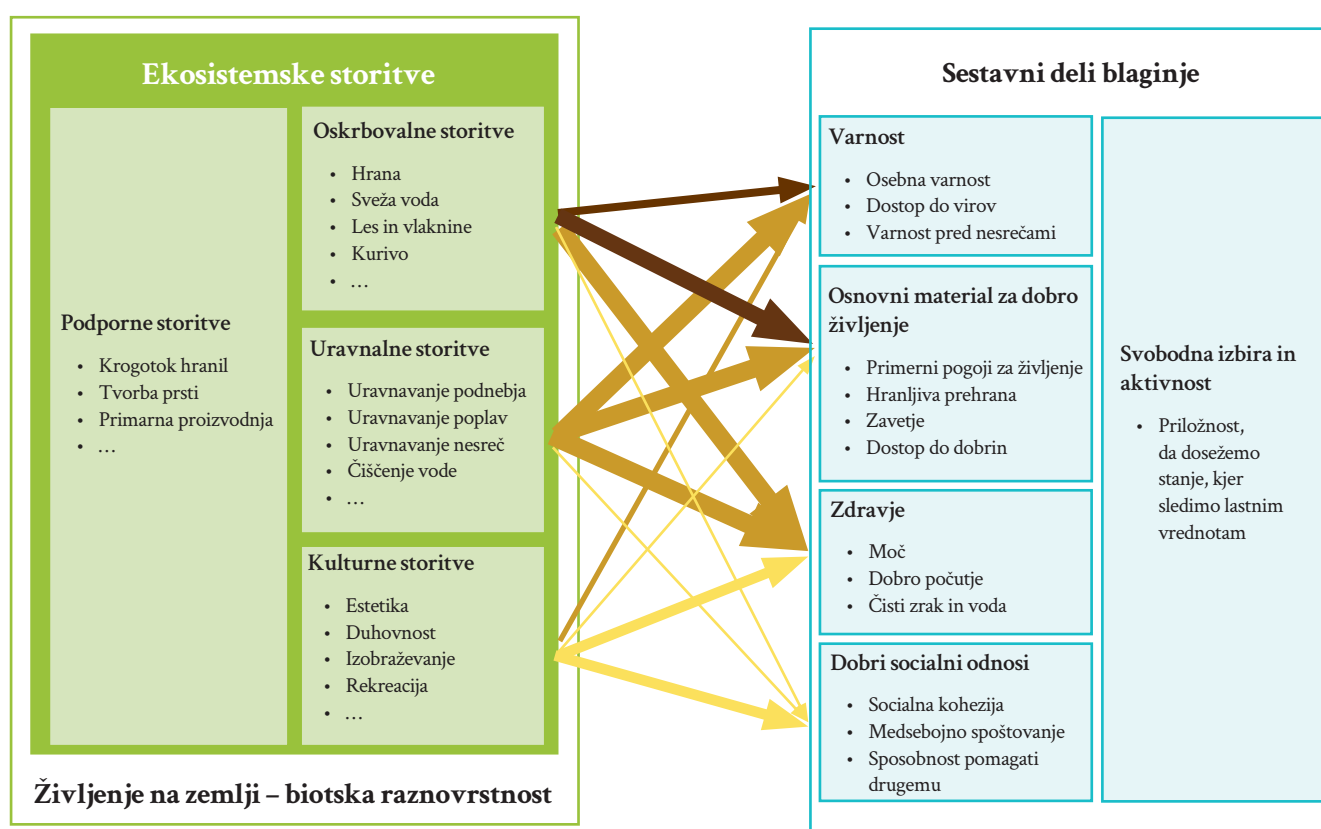 Ekosistemske storitve
Podporne storitve
• Krogotok hranil
• Tvorba prsti
• Primarna proizvodnja
• …
Oskrbovalne storitve
• Hrana
• Sveža voda
• Les in vlaknine
• Kurivo
• …
Uravnalne storitve
• Uravnavanje podnebja
• Uravnavanje poplav
• Uravnavanje nesreč
• Čiščenje vode
• …
Kulturne storitve
• Estetika
• Duhovnost
• Izobraževanje
• Rekreacija
• …
Življenje na zemlji – biotska raznovrstnost
Sestavni deli blaginje
Varnost
• Osebna varnost
• Dostop do virov
• Varnost pred nesrečami
Osnovni material za dobro
življenje
• Primerni pogoji za življenje
• Hranljiva prehrana
• Zavetje
• Dostop do dobrin
Zdravje
• Moč
• Dobro počutje
• Čisti zrak in voda
Dobri socialni odnosi
• Socialna kohezija
• Medsebojno spoštovanje
• Sposobnost pomagati
drugemu
Svobodna izbira in
aktivnost
• Priložnost,
da dosežemo
stanje, kjer
sledimo lastnim
vrednotam